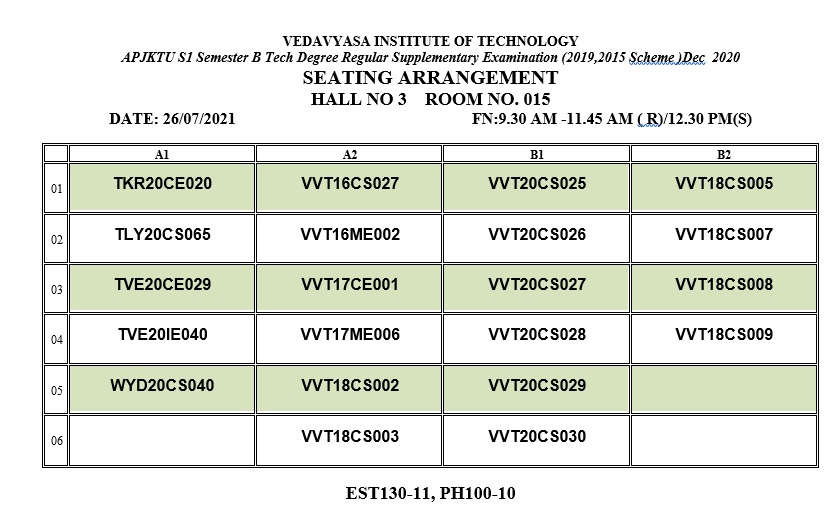 VEDAVYASA INSTITUTE OF TECHNOLOGY
APJKTU S1 Semester B Tech Degree Regular Supplementary Examination (2019,2015 Scheme )Dec 2020
SEATING ARRANGEMENT
HALL NO 3 ROOM NO. 015
DATE: 26/07/2021 FN:9.30 AM -11.45 AM ( R)/12.30 PM(S)
A1 A2 B1 B2
01 TKR20CE020 VVT16CS027 VVT20CS025 VVT18CS005
02 TLY20CS065 VVT16ME002 VVT20CS026 VVT18CS007
03 TVE20CE029 VVT17CE001 VVT20CS027 VVT18CS008
04 TVE20IE040 VVT17ME006 VVT20CS028 VVT18CS009
05 WYD20CS040 VVT18CS002 VVT20CS029
06 VVT18CS003 VVT20CS030
EST130-11, PH100-10